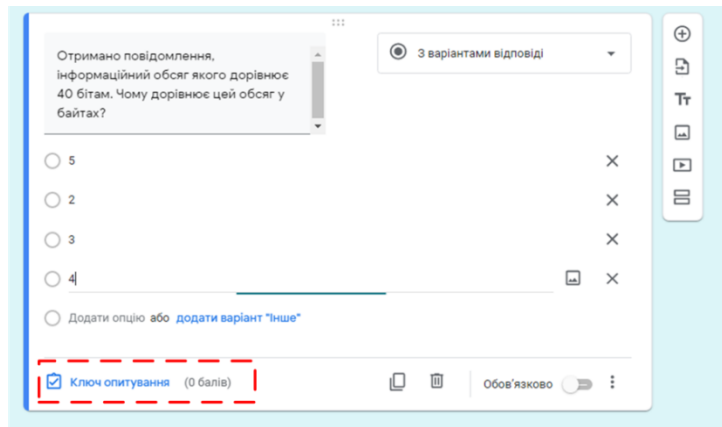 Отримано повідомлення,
інформаційний обсяг якого дорівнює
40 бітам. Чому дорівнює цей обсяг у
байтах?
З варіантами відповіді
5
2
3
4
Додати опцію або додати варіант "Інше"
Ключ опитування (0 балів)
Обов'язково
Тт